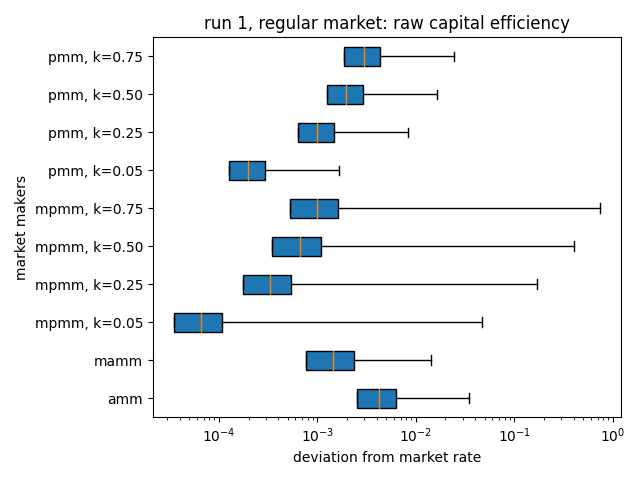 run 1, regular market: raw capital efficiency
pmm, k=0.75
pmm, k=0.50
pmm, k=0.25
pmm, k=0.05
mpmm, k=0.75
mpmm, k=0.50
mpmm, k=0.25
mpmm, k=0.05
mamm
amm
market makers
10⁻⁴ 10⁻³ 10⁻² 10⁻¹ 10⁰
deviation from market rate